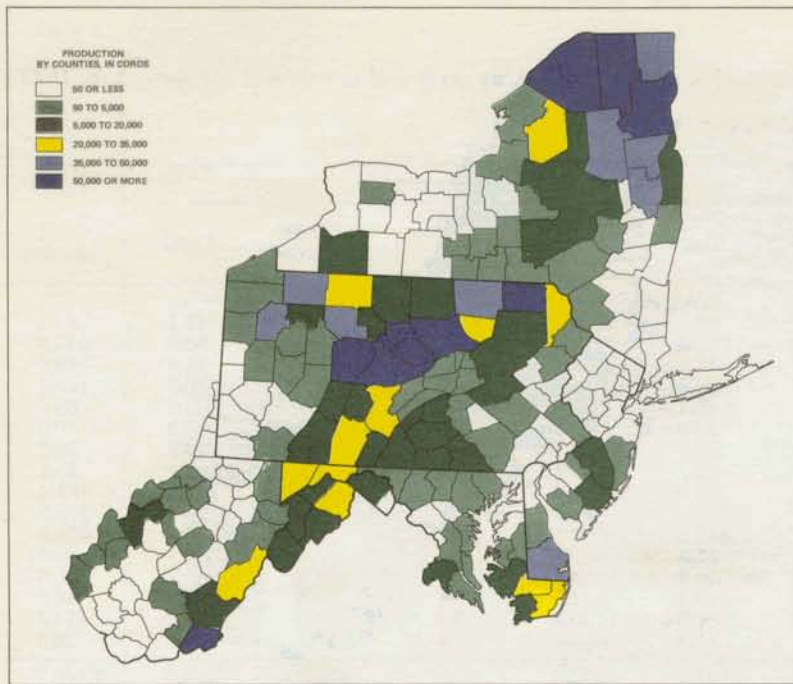 PRODUCTION
BY COUNTIES, IN CORDS
50 OR LESS
50 TO 5,000
5,000 TO 20,000
20,000 TO 35,000
35,000 TO 50,000
50,000 OR MORE